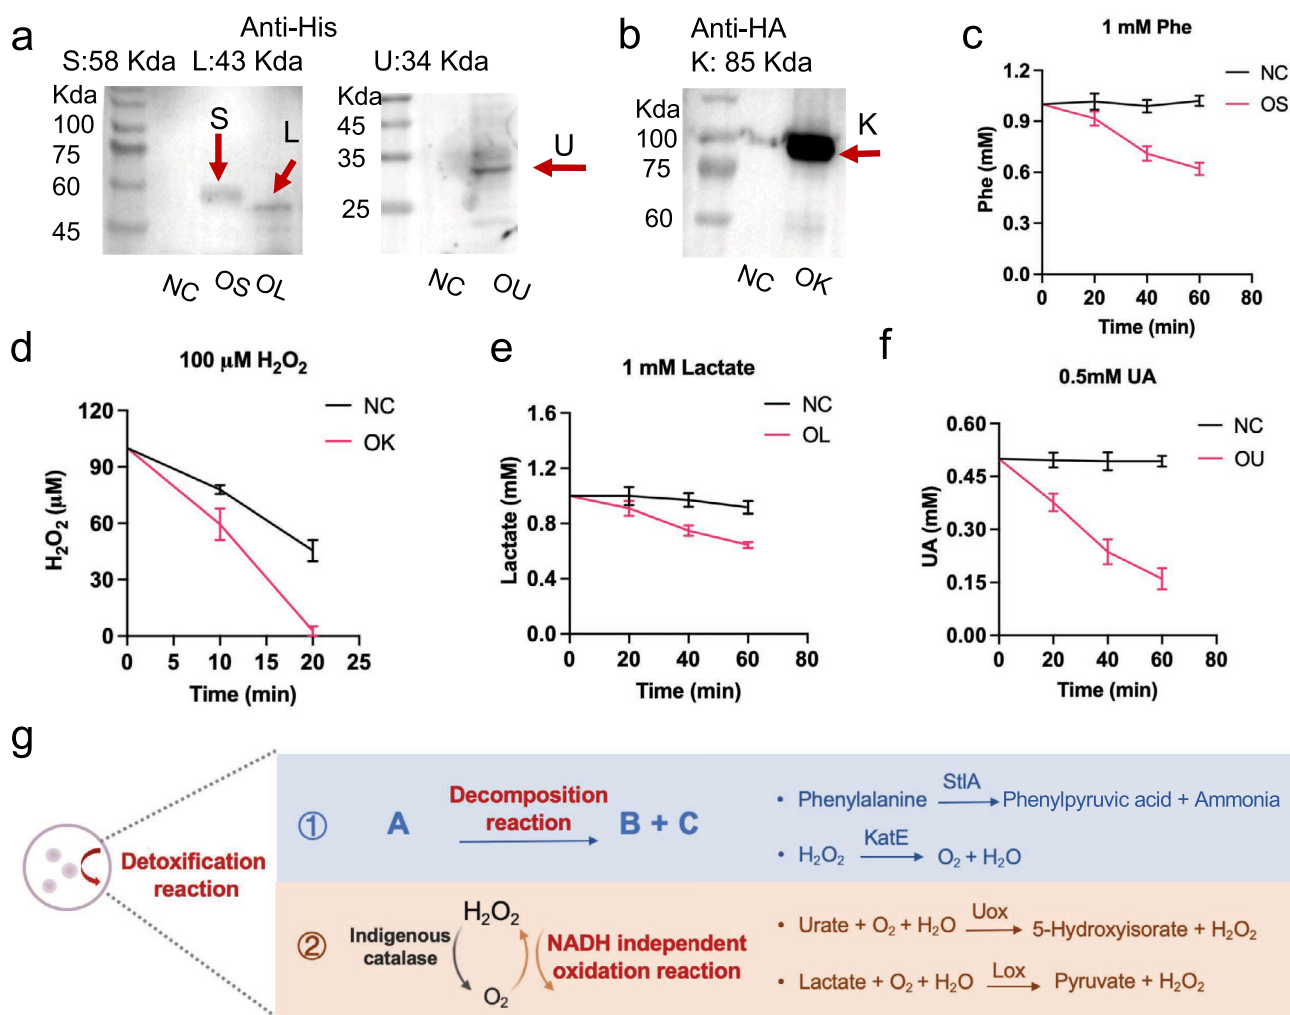 a
Anti-His
S:58 Kda L:43 Kda
U:34 Kda
Kda
100
75
60
45
S
L
NC
OS
OL
Kda
45
35
25
U
NC
OU
b
Anti-HA
K: 85 Kda
Kda
100
75
60
K
NC
OK
c
1 mM Phe
NC
OS
Phe (mM)
1.2
0.9
0.6
0.3
0.0
0 20 40 60 80
Time (min)
d
100 μM H₂O₂
NC
OK
H₂O₂ (μM)
120
90
60
30
0
0 5 10 15 20 25
Time (min)
e
1 mM Lactate
NC
OL
Lactate (mM)
1.6
1.2
0.8
0.4
0.0
0 20 40 60 80
Time (min)
f
0.5mM UA
NC
OU
UA (mM)
0.60
0.45
0.30
0.15
0.00
0 20 40 60 80
Time (min)
g
Detoxification
reaction
①
A
Decomposition
reaction
B + C
• Phenylalanine StlA Phenylpyruvic acid + Ammonia
• H₂O₂ KatE O₂ + H₂O
②
Indigenous
catalase
H₂O₂
O₂
NADH independent
oxidation reaction
• Urate + O₂ + H₂O Uox 5-Hydroxyisorate + H₂O₂
• Lactate + O₂ + H₂O Lox Pyruvate + H₂O₂